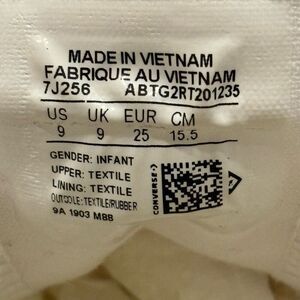 MADE IN VIETNAM
FABRIQUE AU VIETNAM
7J256 ABTG2RT201235
US UK EUR CM
9 9 25 15.5
GENDER: INFANT
UPPER: TEXTILE
LINING: TEXTILE
OUTSOLE: TEXTILE/RUBBER
9A 1903 M88
CONVERSE